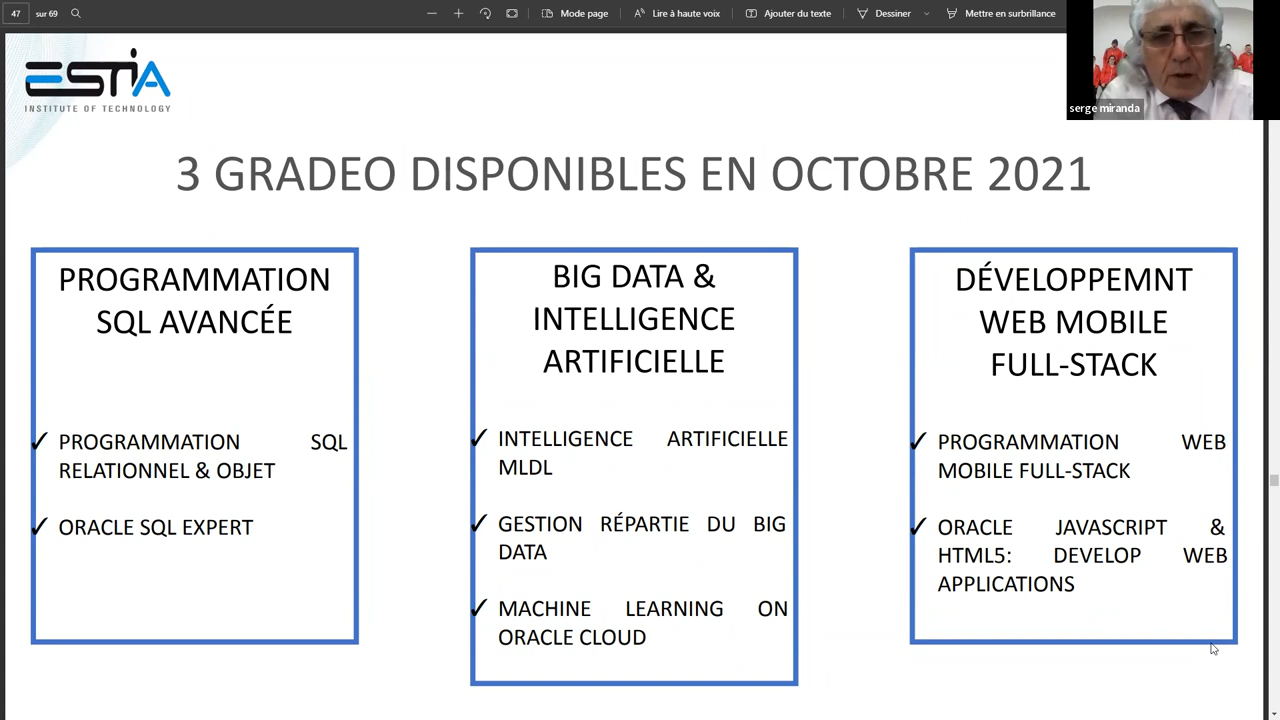 47 sur 69
Mode page
Lire à haute voix
Ajouter du texte
Dessiner
Mettre en surbrillance
serge miranda
ESTIA
INSTITUTE OF TECHNOLOGY
3 GRADEO DISPONIBLES EN OCTOBRE 2021
PROGRAMMATION
SQL AVANCÉE
✓ PROGRAMMATION SQL
RELATIONNEL & OBJET
✓ ORACLE SQL EXPERT
BIG DATA &
INTELLIGENCE
ARTIFICIELLE
✓ INTELLIGENCE ARTIFICIELLE
MLDL
✓ GESTION RÉPARTIE DU BIG
DATA
✓ MACHINE LEARNING ON
ORACLE CLOUD
DÉVELOPPEMNT
WEB MOBILE
FULL-STACK
✓ PROGRAMMATION WEB
MOBILE FULL-STACK
✓ ORACLE JAVASCRIPT &
HTML5: DEVELOP WEB
APPLICATIONS